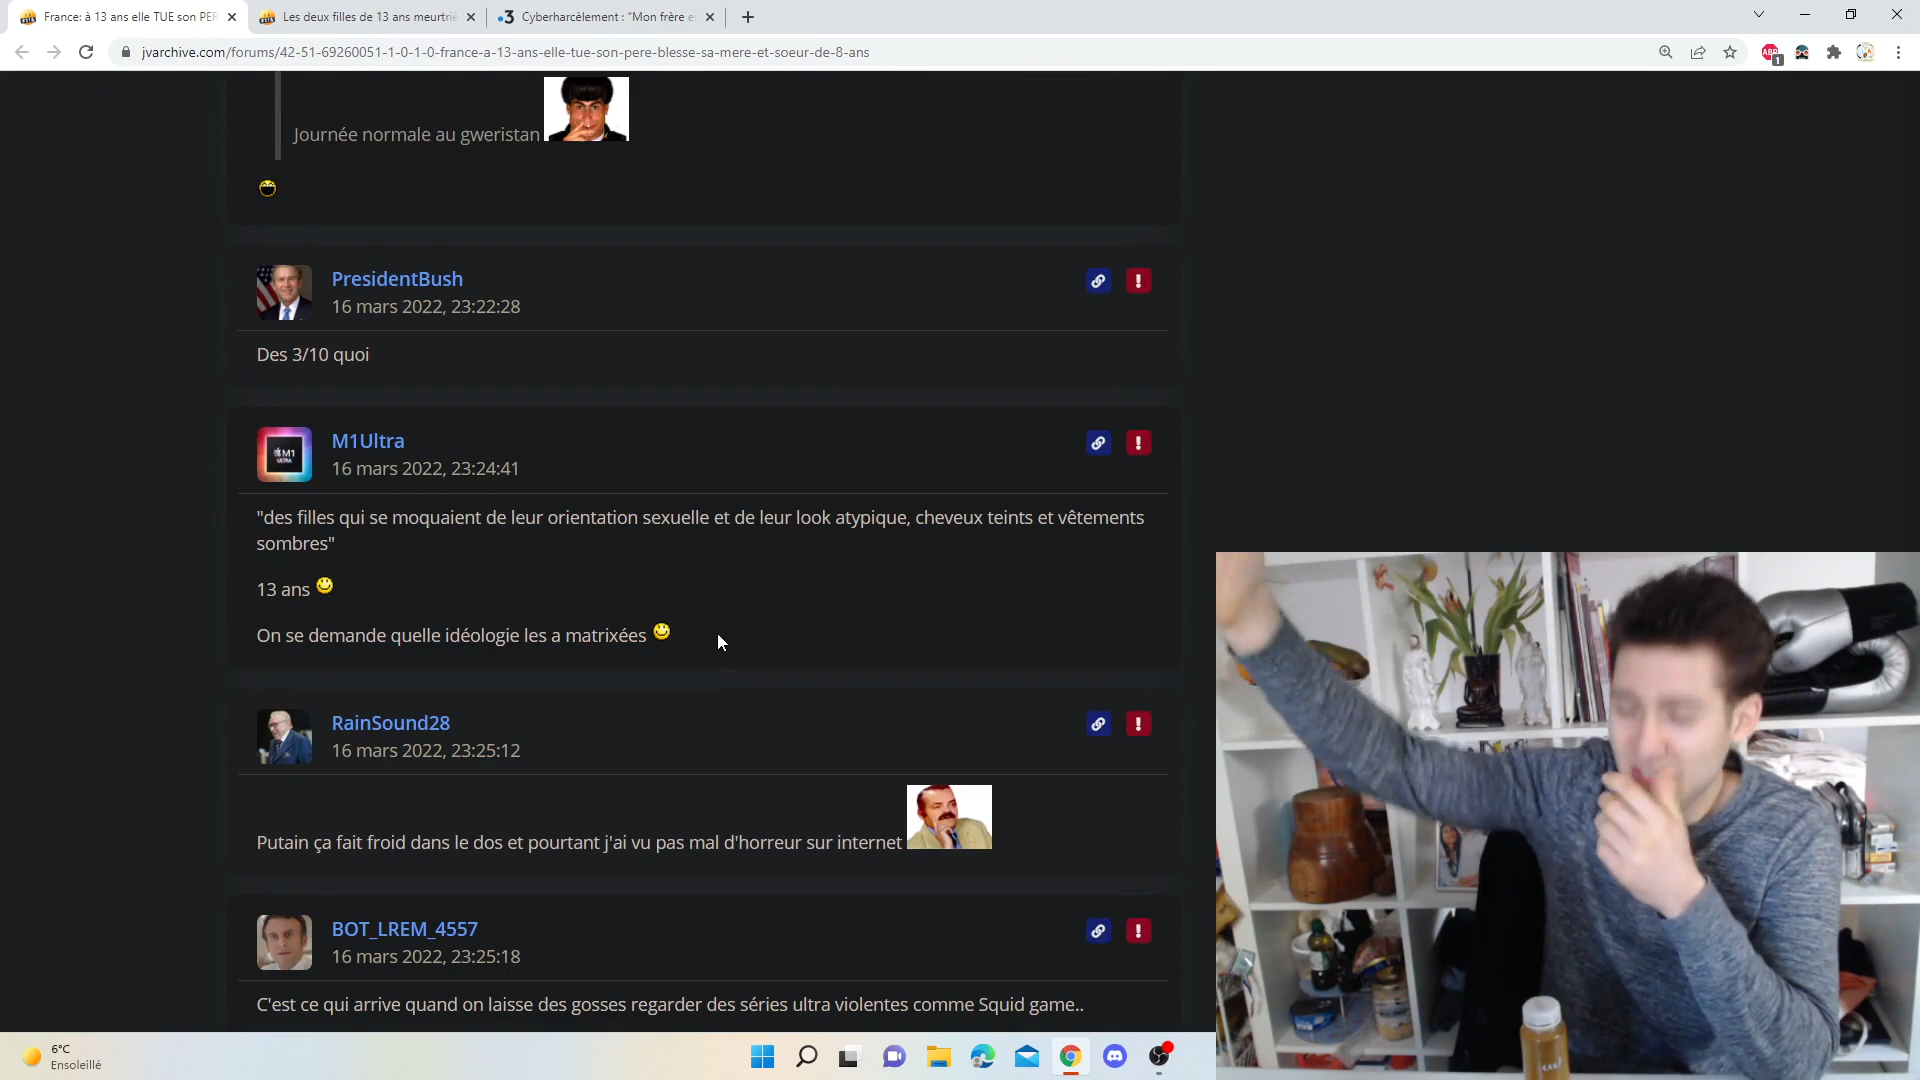 France: à 13 ans elle TUE son PER
Les deux filles de 13 ans meurtriè
Cyberharcèlement : "Mon frère es
jvarchive.com/forums/42-51-69260051-1-0-1-0-france-a-13-ans-elle-tue-son-pere-blesse-sa-mere-et-soeur-de-8-ans
ABP
1
Journée normale au gweristan
PresidentBush
16 mars 2022, 23:22:28
Des 3/10 quoi
M1
ULTRA
M1Ultra
16 mars 2022, 23:24:41
"des filles qui se moquaient de leur orientation sexuelle et de leur look atypique, cheveux teints et vêtements
sombres"
13 ans
On se demande quelle idéologie les a matrixées
RainSound28
16 mars 2022, 23:25:12
Putain ça fait froid dans le dos et pourtant j'ai vu pas mal d'horreur sur internet
BOT_LREM_4557
16 mars 2022, 23:25:18
C'est ce qui arrive quand on laisse des gosses regarder des séries ultra violentes comme Squid game..
6°C
Ensoleillé